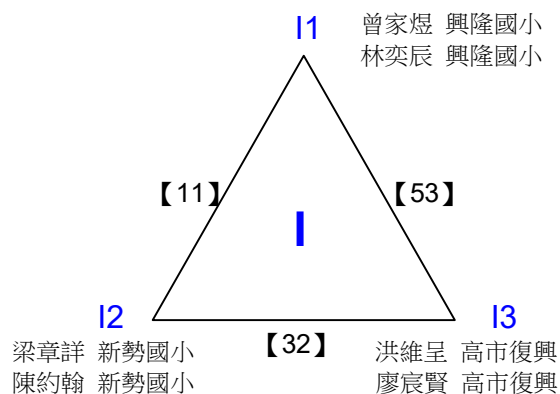 I1
曾家煜 興隆國小
林奕辰 興隆國小
【11】
【53】
I
I2
梁章詳 新勢國小
陳約翰 新勢國小
【32】
I3
洪維呈 高市復興
廖宸賢 高市復興